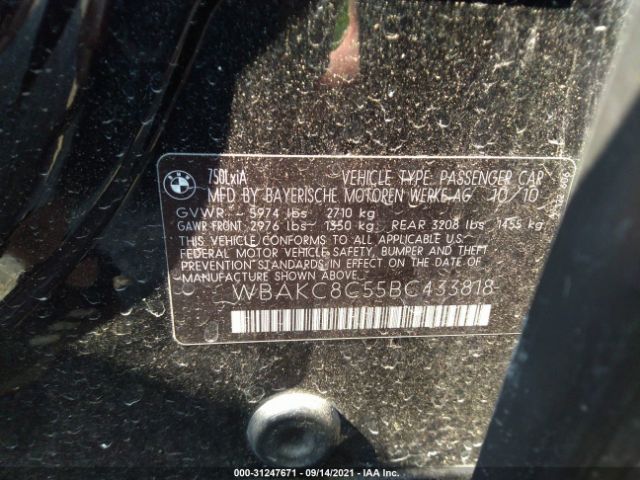 BMW
750LxiA VEHICLE TYPE: PASSENGER CAR
MFD BY BAYERISCHE MOTOREN WERKE AG 10/10
GVWR 5974 lbs 2710 kg
GAWR FRONT 2976 lbs 1350 kg REAR 3208 lbs 1455 kg
THIS VEHICLE CONFORMS TO ALL APPLICABLE U.S.
FEDERAL MOTOR VEHICLE SAFETY, BUMPER, AND THEFT
PREVENTION STANDARDS IN EFFECT ON THE DATE OF
MANUFACTURE SHOWN ABOVE.
WBAKC8C55BC433818
000-31247671 09/14/2021 IAA Inc.